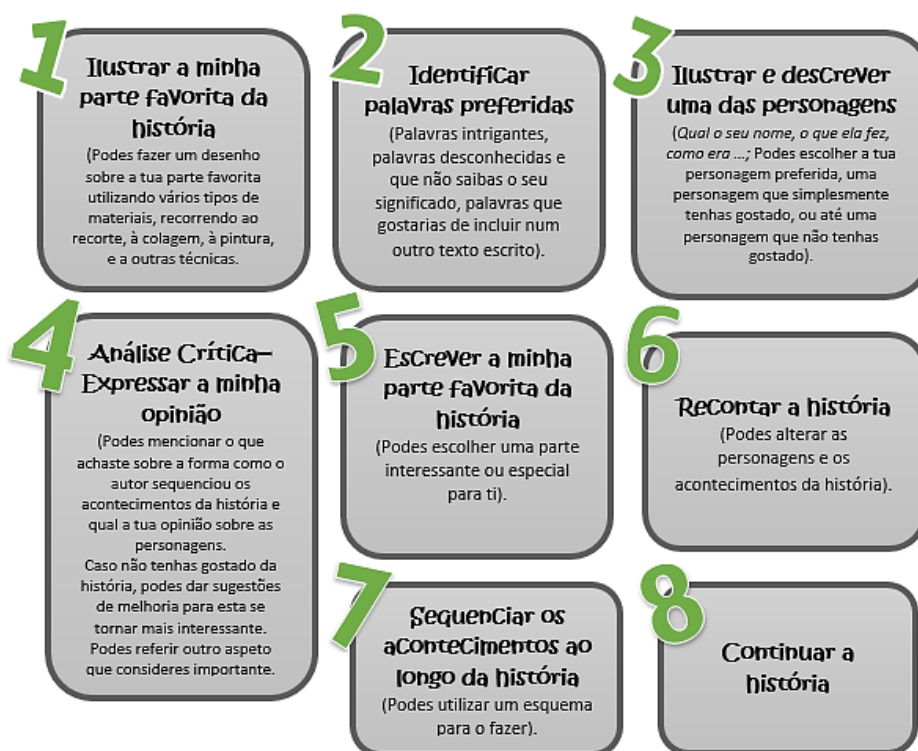 1
Ilustrar a minha
parte favorita da
história
(Podes fazer um desenho
sobre a tua parte favorita
utilizando vários tipos de
materiais, recorrendo ao
recorte, à colagem, à pintura,
e a outras técnicas.
2
Identificar
palavras preferidas
(Palavras intrigantes,
palavras desconhecidas e
que não saibas o seu
significado, palavras que
gostarias de incluir num
outro texto escrito).
3
Ilustrar e descrever
uma das personagens
(Qual o seu nome, o que ela fez,
como era ...; Podes escolher a tua
personagem preferida, uma
personagem que simplesmente
tenhas gostado, ou até uma
personagem que não tenhas
gostado).
4
Análise Crítica–
Expressar a minha
opinião
(Podes mencionar o que
achaste sobre a forma como o
autor sequenciou os
acontecimentos da história e
qual a tua opinião sobre as
personagens.
Caso não tenhas gostado da
história, podes dar sugestões
de melhoria para esta se
tornar mais interessante.
Podes referir outro aspeto
que consideres importante.
5
Escrever a minha
parte favorita da
história
(Podes escolher uma parte
interessante ou especial
para ti).
6
Recontar a história
(Podes alterar as
personagens e os
acontecimentos da história).
7
Sequenciar os
acontecimentos ao
longo da história
(Podes utilizar um esquema
para o fazer).
8
Continuar a
história